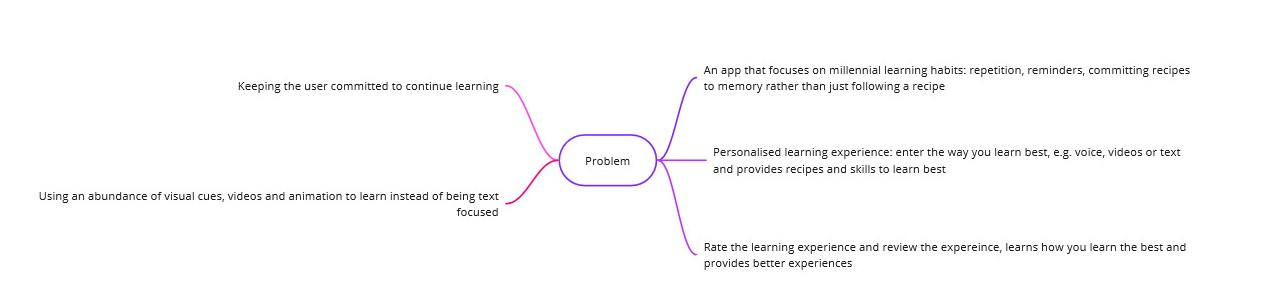 Keeping the user committed to continue learning
Using an abundance of visual cues, videos and animation to learn instead of being text
focused
Problem
An app that focuses on millennial learning habits: repetition, reminders, committing recipes
to memory rather than just following a recipe
Personalised learning experience: enter the way you learn best, e.g. voice, videos or text
and provides recipes and skills to learn best
Rate the learning experience and review the expereince, learns how you learn the best and
provides better experiences